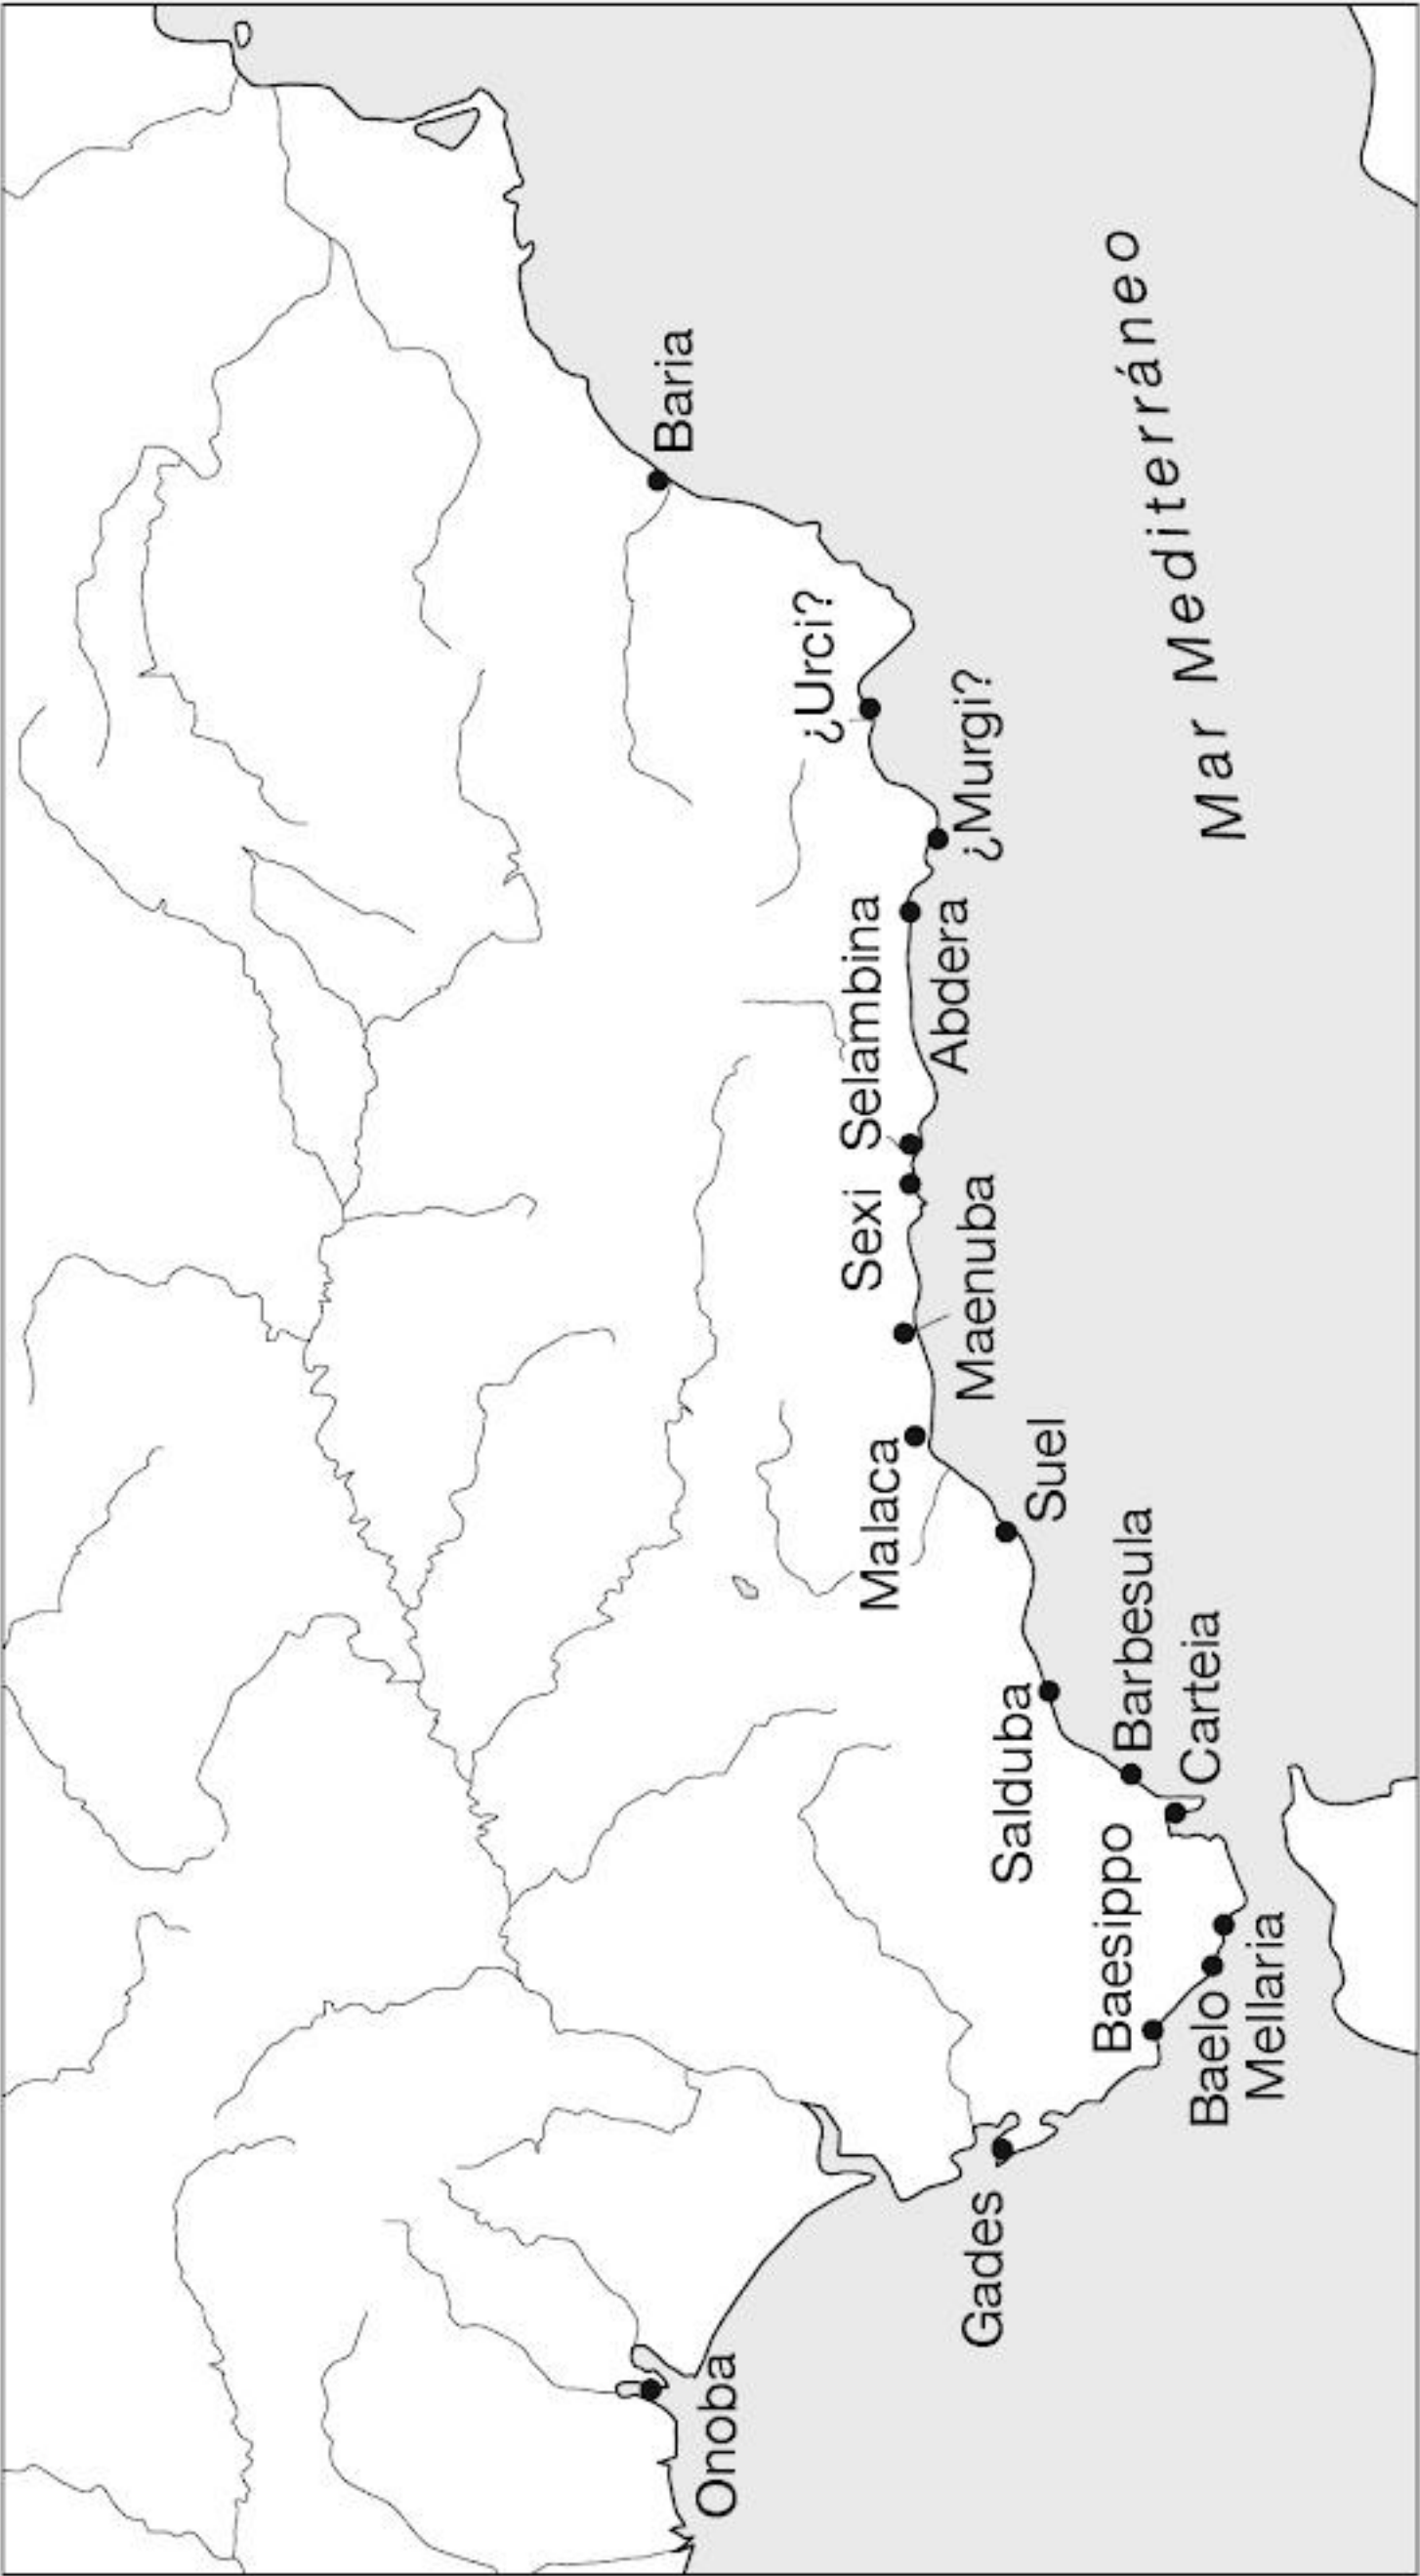 Onoba
Gades
Baesippo
Baelo
Mellaria
Carteia
Barbesula
Salduba
Suel
Malaca
Maenuba
Sexi
Selambina
Abdera
¿Murgi?
¿Urci?
Baria
Mar Mediterráneo